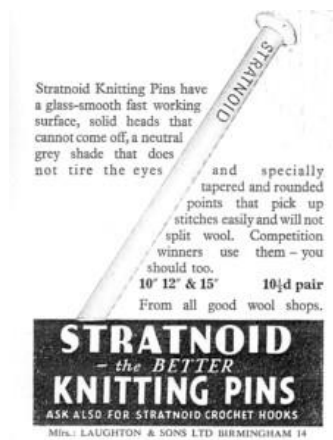 STRATNOID
Stratnoid Knitting Pins have
a glass-smooth fast working
surface, solid heads that
cannot come off, a neutral
grey shade that does
not tire the eyes and specially
tapered and rounded
points that pick up
stitches easily and will not
split wool. Competition
winners use them – you
should too.
10″ 12″ & 15″ 10½d pair
From all good wool shops.
STRATNOID
– the BETTER
KNITTING PINS
ASK ALSO FOR STRATNOID CROCHET HOOKS
Mfrs.: LAUGHTON & SONS LTD BIRMINGHAM 14